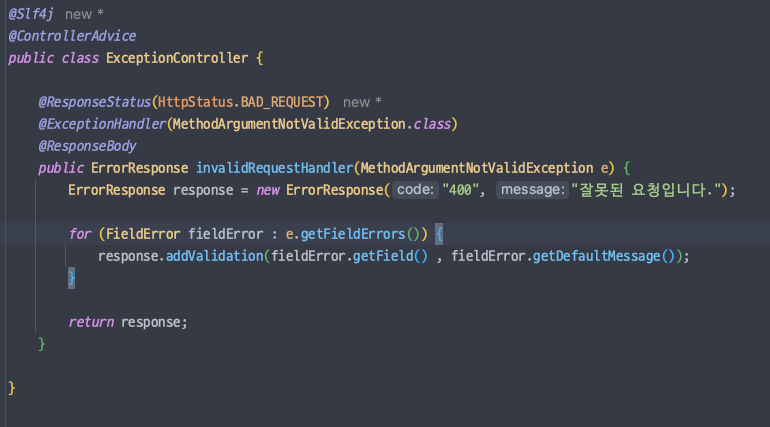 @Slf4j new *
@ControllerAdvice
public class ExceptionController {
@ResponseStatus(HttpStatus.BAD_REQUEST) new *
@ExceptionHandler(MethodArgumentNotValidException.class)
@ResponseBody
public ErrorResponse invalidRequestHandler(MethodArgumentNotValidException e) {
ErrorResponse response = new ErrorResponse( code: "400", message: "잘못된 요청입니다.");
for (FieldError fieldError : e.getFieldErrors()) {
response.addValidation(fieldError.getField() , fieldError.getDefaultMessage());
}
return response;
}
}